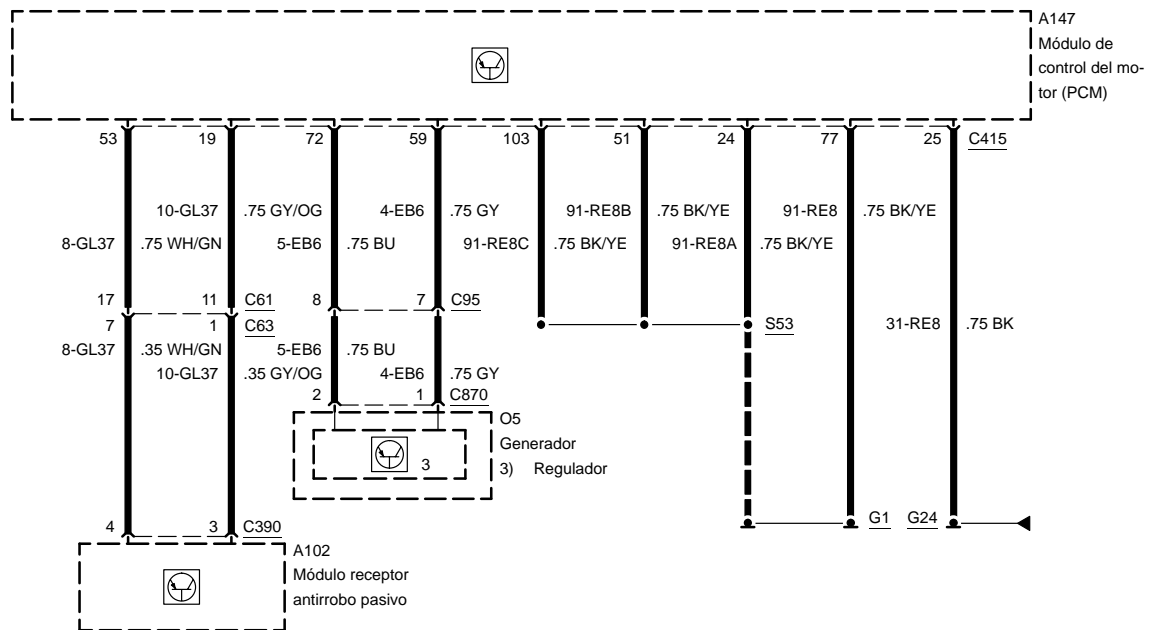 A147
Módulo de
control del mo-
tor (PCM)
53 19 72 59 103 51 24 77 25 C415
10-GL37 .75 GY/OG 4-EB6 .75 GY 91-RE8B .75 BK/YE 91-RE8 .75 BK/YE
8-GL37 .75 WH/GN 5-EB6 .75 BU 91-RE8C .75 BK/YE 91-RE8A .75 BK/YE
17 11 C61 8 7 C95
7 1 C63 S53 31-RE8 .75 BK
8-GL37 .35 WH/GN 5-EB6 .75 BU
10-GL37 .35 GY/OG 4-EB6 .75 GY
2 1 C870
O5
Generador
3) Regulador
3
G1 G24
4 3 C390
A102
Módulo receptor
antirrobo pasivo